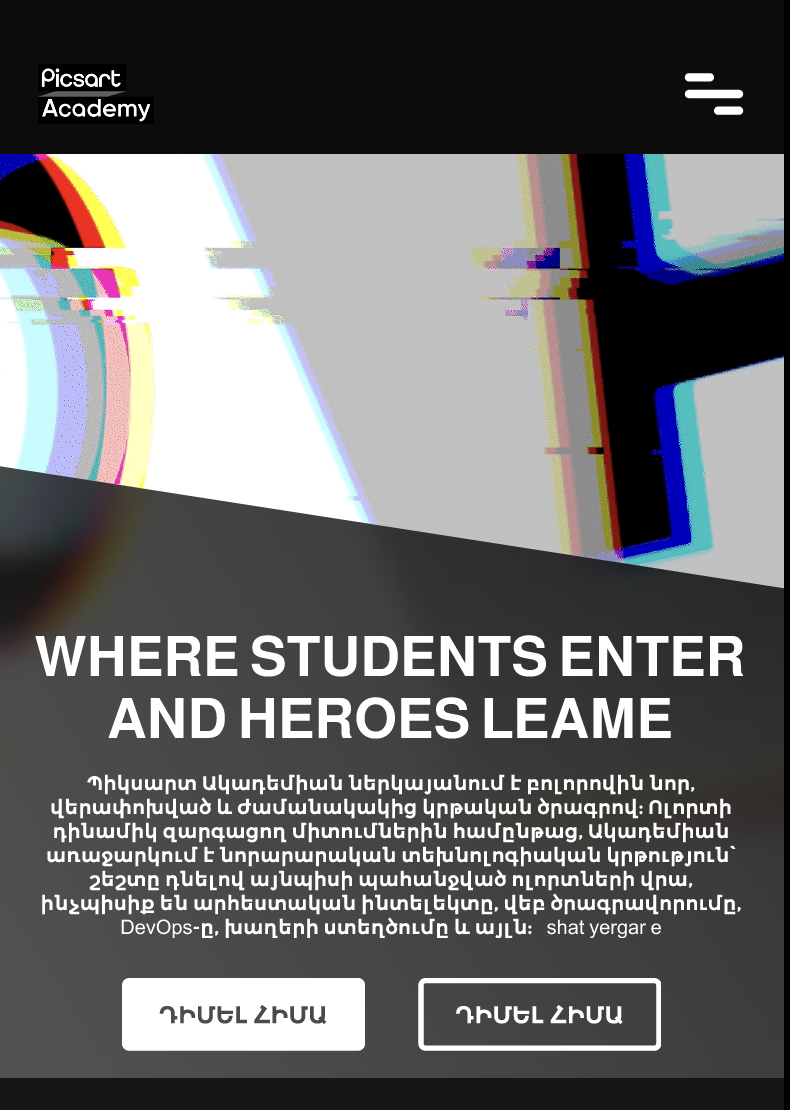 Picsart
Academy
WHERE STUDENTS ENTER
AND HEROES LEAME
Պիկսարտ Ակադեմիան ներկայանում է բոլորովին նոր,
վերափոխված և ժամանակակից կրթական ծրագրով: Ոլորտի
դինամիկ զարգացող միտումներին համընթաց, Ակադեմիան
առաջարկում է նորարարական տեխնոլոգիական կրթություն՝
շեշտը դնելով այնպիսի պահանջված ոլորտների վրա,
ինչպիսիք են արհեստական ինտելեկտը, վեբ ծրագրավորումը,
DevOps-ը, խաղերի ստեղծումը և այլն: shat yergar e
ԴԻՄԵԼ ՀԻՄԱ
ԴԻՄԵԼ ՀԻՄԱ